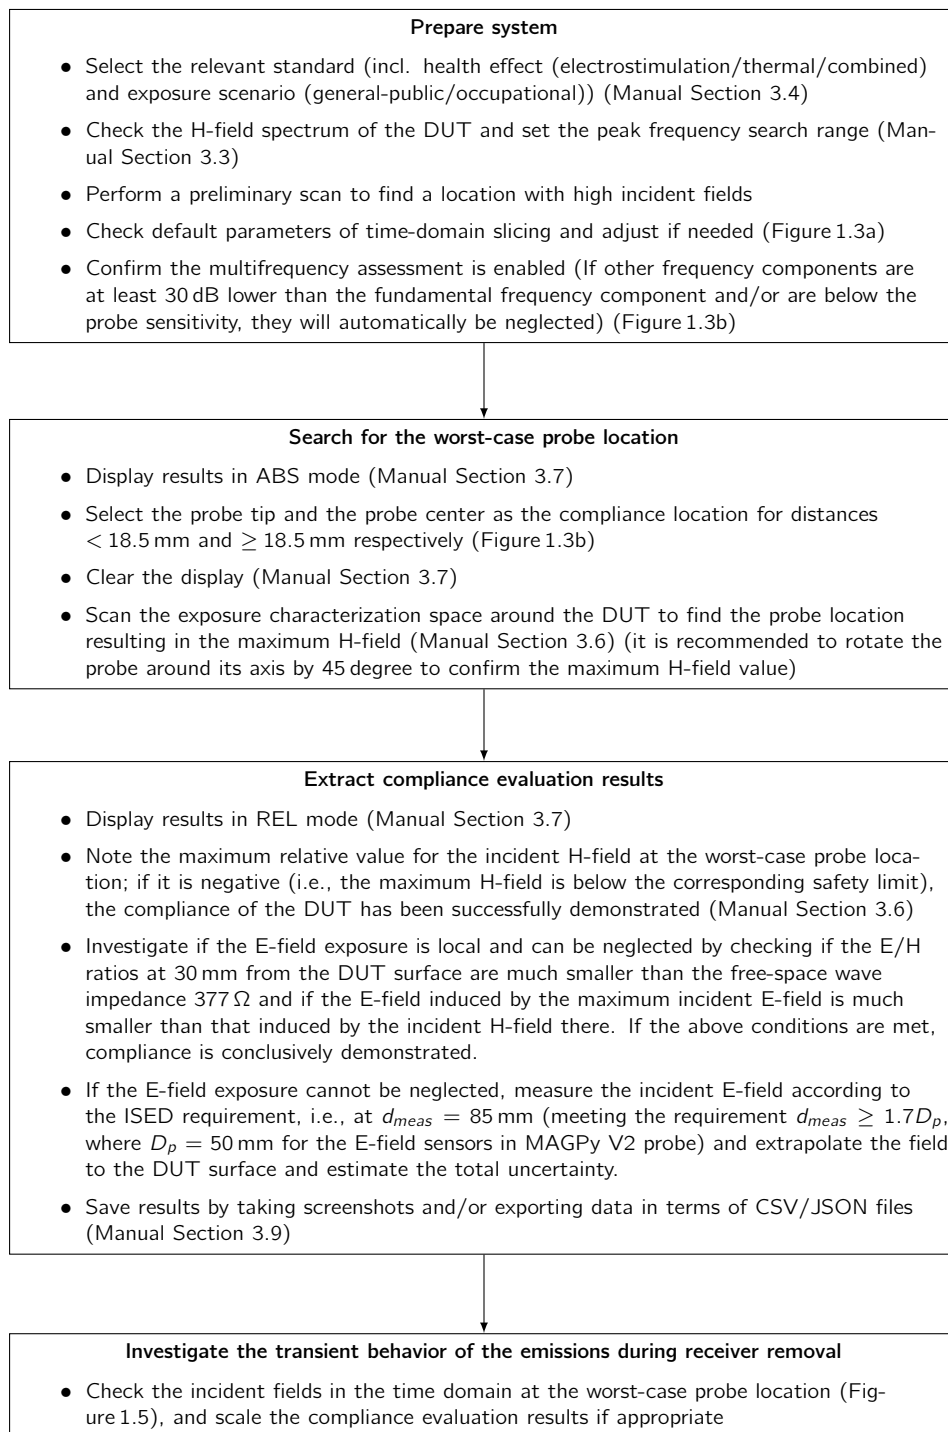 Prepare system
• Select the relevant standard (incl. health effect (electrostimulation/thermal/combined)
and exposure scenario (general-public/occupational)) (Manual Section 3.4)
• Check the H-field spectrum of the DUT and set the peak frequency search range (Man-
ual Section 3.3)
• Perform a preliminary scan to find a location with high incident fields
• Check default parameters of time-domain slicing and adjust if needed (Figure 1.3a)
• Confirm the multifrequency assessment is enabled (If other frequency components are
at least 30 dB lower than the fundamental frequency component and/or are below the
probe sensitivity, they will automatically be neglected) (Figure 1.3b)
Search for the worst-case probe location
• Display results in ABS mode (Manual Section 3.7)
• Select the probe tip and the probe center as the compliance location for distances
< 18.5 mm and ≥ 18.5 mm respectively (Figure 1.3b)
• Clear the display (Manual Section 3.7)
• Scan the exposure characterization space around the DUT to find the probe location
resulting in the maximum H-field (Manual Section 3.6) (it is recommended to rotate the
probe around its axis by 45 degree to confirm the maximum H-field value)
Extract compliance evaluation results
• Display results in REL mode (Manual Section 3.7)
• Note the maximum relative value for the incident H-field at the worst-case probe loca-
tion; if it is negative (i.e., the maximum H-field is below the corresponding safety limit),
the compliance of the DUT has been successfully demonstrated (Manual Section 3.6)
• Investigate if the E-field exposure is local and can be neglected by checking if the E/H
ratios at 30 mm from the DUT surface are much smaller than the free-space wave
impedance 377 Ω and if the E-field induced by the maximum incident E-field is much
smaller than that induced by the incident H-field there. If the above conditions are met,
compliance is conclusively demonstrated.
• If the E-field exposure cannot be neglected, measure the incident E-field according to
the ISED requirement, i.e., at d_meas = 85 mm (meeting the requirement d_meas ≥ 1.7D_p,
where D_p = 50 mm for the E-field sensors in MAGPy V2 probe) and extrapolate the field
to the DUT surface and estimate the total uncertainty.
• Save results by taking screenshots and/or exporting data in terms of CSV/JSON files
(Manual Section 3.9)
Investigate the transient behavior of the emissions during receiver removal
• Check the incident fields in the time domain at the worst-case probe location (Fig-
ure 1.5), and scale the compliance evaluation results if appropriate